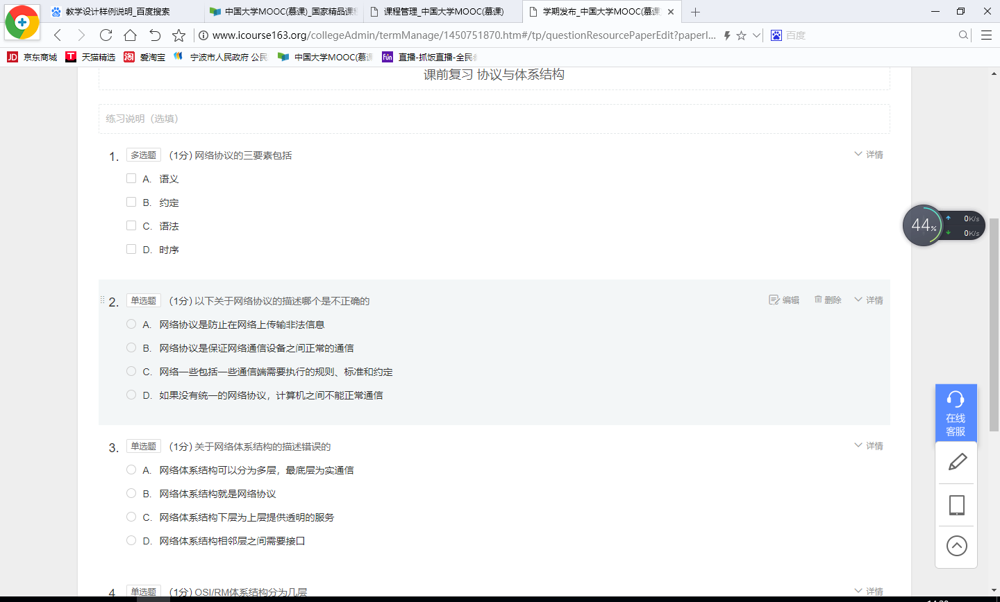 教学设计样例说明_百度搜索
中国大学MOOC(慕课)_国家精品课程
课程管理_中国大学MOOC(慕课)
学期发布_中国大学MOOC(慕课
www.icourse163.org/collegeAdmin/termManage/1450751870.htm#/tp/questionResourcePaperEdit?paperI...
百度
JD 京东商城
T 天猫精选
淘 爱淘宝
宁波市人民政府 公民
中国大学MOOC(慕课
fún 直播-抓饭直播-全民
课前复习 协议与体系结构
练习说明（选填）
1. 多选题 （1分）网络协议的三要素包括 详情
A. 语义
B. 约定
C. 语法
D. 时序
44% 0K/s
0K/s
2. 单选题 （1分）以下关于网络协议的描述哪个是不正确的 编辑 删除 详情
A. 网络协议是防止在网络上传输非法信息
B. 网络协议是保证网络通信设备之间正常的通信
C. 网络一些包括一些通信端需要执行的规则、标准和约定
D. 如果没有统一的网络协议，计算机之间不能正常通信
在线
客服
3. 单选题 （1分）关于网络体系结构的描述错误的 详情
A. 网络体系结构可以分为多层，最底层为实通信
B. 网络体系结构就是网络协议
C. 网络体系结构下层为上层提供透明的服务
D. 网络体系结构相邻层之间需要接口
4 单选题 （1分）OSI/RM体系结构分为几层 详情